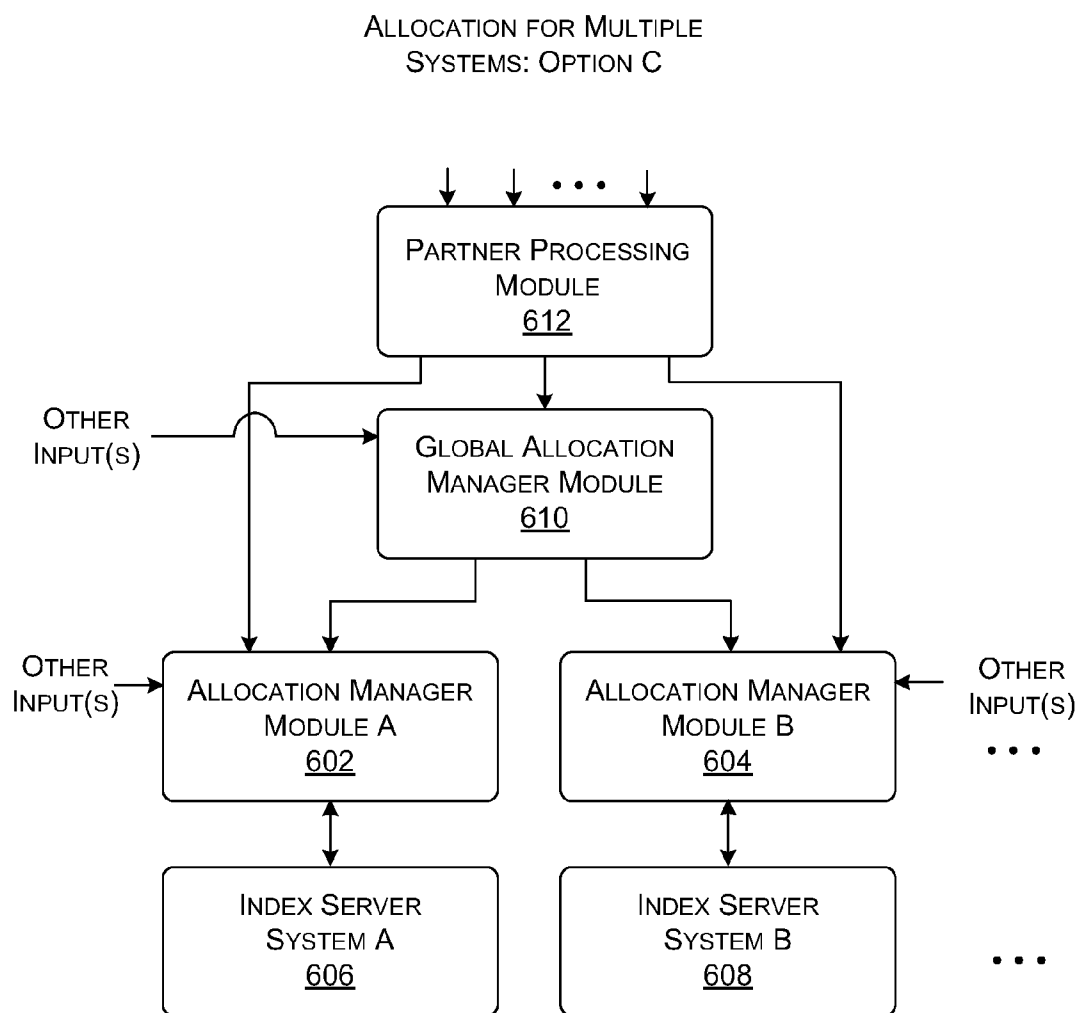 ALLOCATION FOR MULTIPLE
SYSTEMS: OPTION C
PARTNER PROCESSING
MODULE
612
OTHER
INPUT(S)
GLOBAL ALLOCATION
MANAGER MODULE
610
OTHER
INPUT(S)
ALLOCATION MANAGER
MODULE A
602
ALLOCATION MANAGER
MODULE B
604
OTHER
INPUT(S)
INDEX SERVER
SYSTEM A
606
INDEX SERVER
SYSTEM B
608